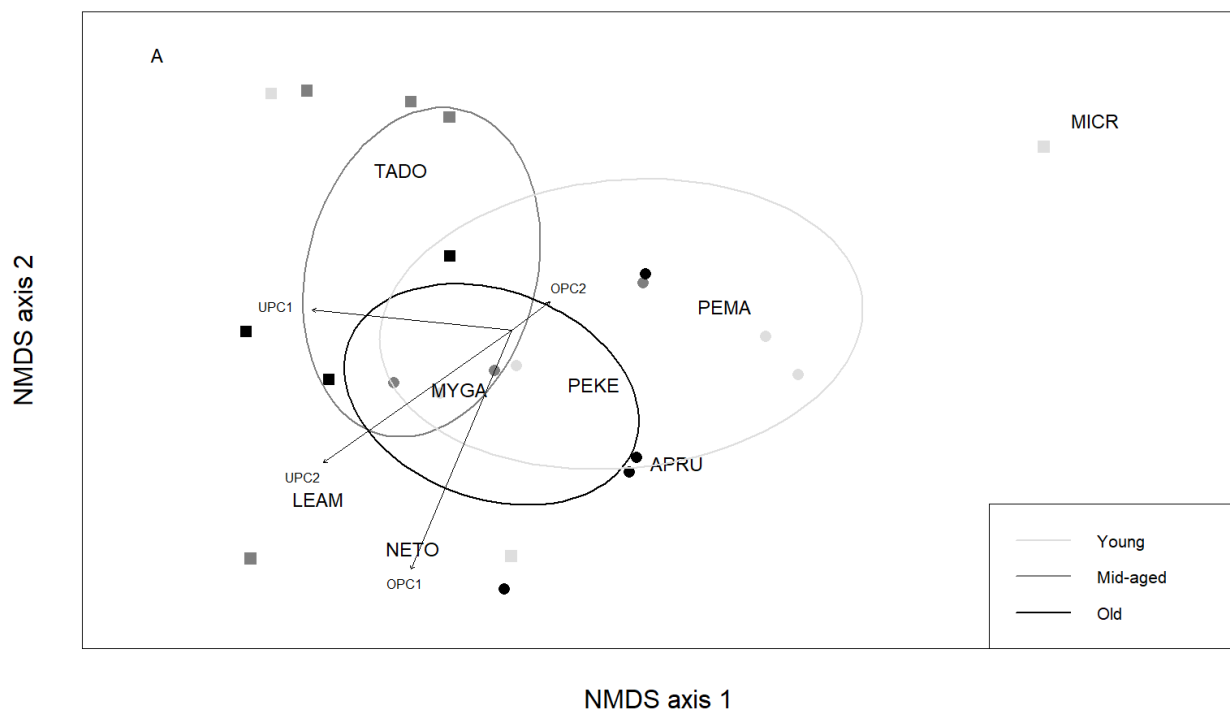 A
MICR
TADO
OPC2
UPC1
PEMA
MYGA
PEKE
APRU
UPC2
LEAM
NETO
OPC1
Young
Mid-aged
Old
NMDS axis 2
NMDS axis 1